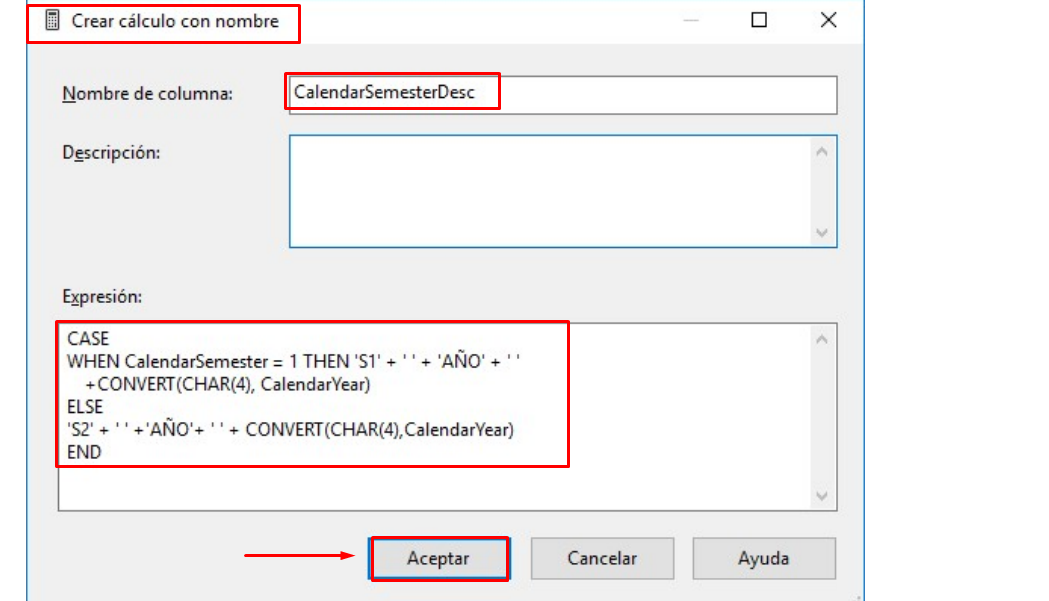 Crear cálculo con nombre
Nombre de columna:
CalendarSemesterDesc
Descripción:
Expresión:
CASE
WHEN CalendarSemester = 1 THEN 'S1' + ' ' + 'AÑO' + ' '
+CONVERT(CHAR(4), CalendarYear)
ELSE
'S2' + ' ' +'AÑO'+ ' ' + CONVERT(CHAR(4),CalendarYear)
END
Aceptar
Cancelar
Ayuda